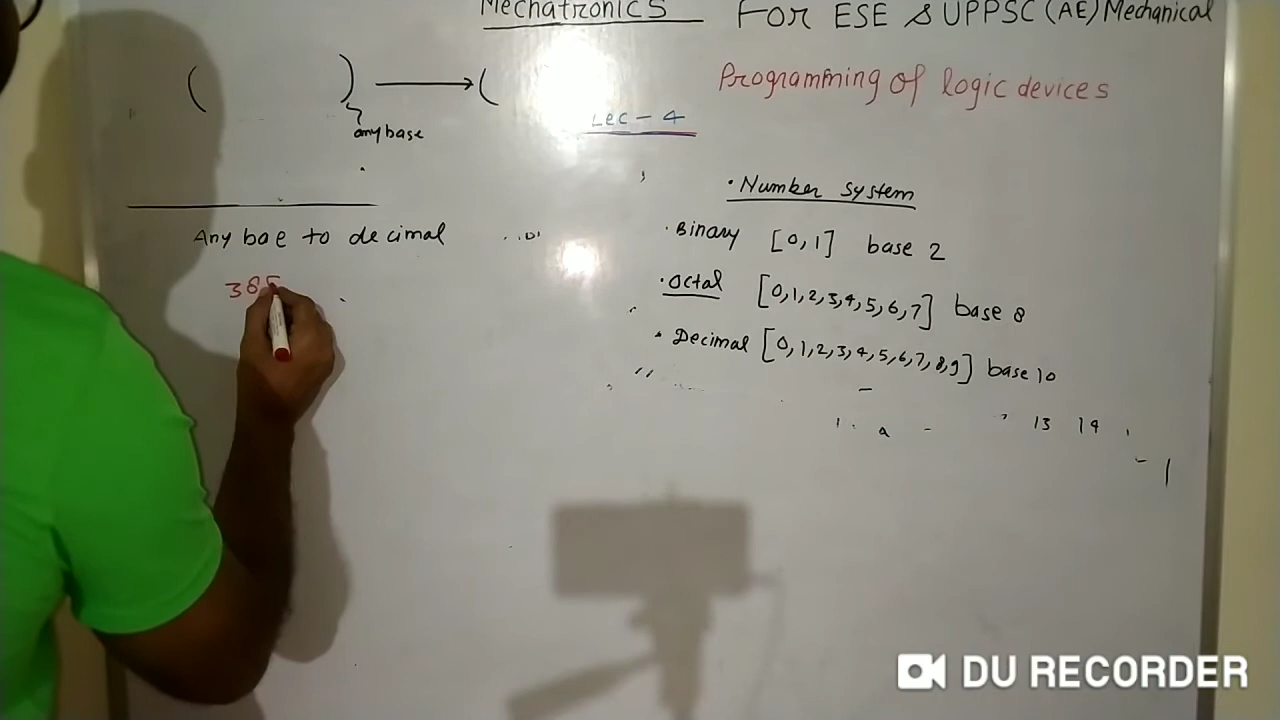 Mechatronics For ESE & UPPSC (AE) Mechanical
Programming of logic devices
( ) → (
any base
Lec - 4
Any bae to decimal
385
• Number system
• Binary [0,1] base 2
• Octal [0,1,2,3,4,5,6,7] base 8
• Decimal [0,1,2,3,4,5,6,7,8,9] base 10
13 14
DU RECORDER